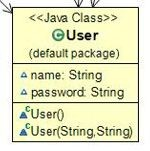 <<Java Class>>
User
(default package)
name: String
password: String
User()
User(String,String)